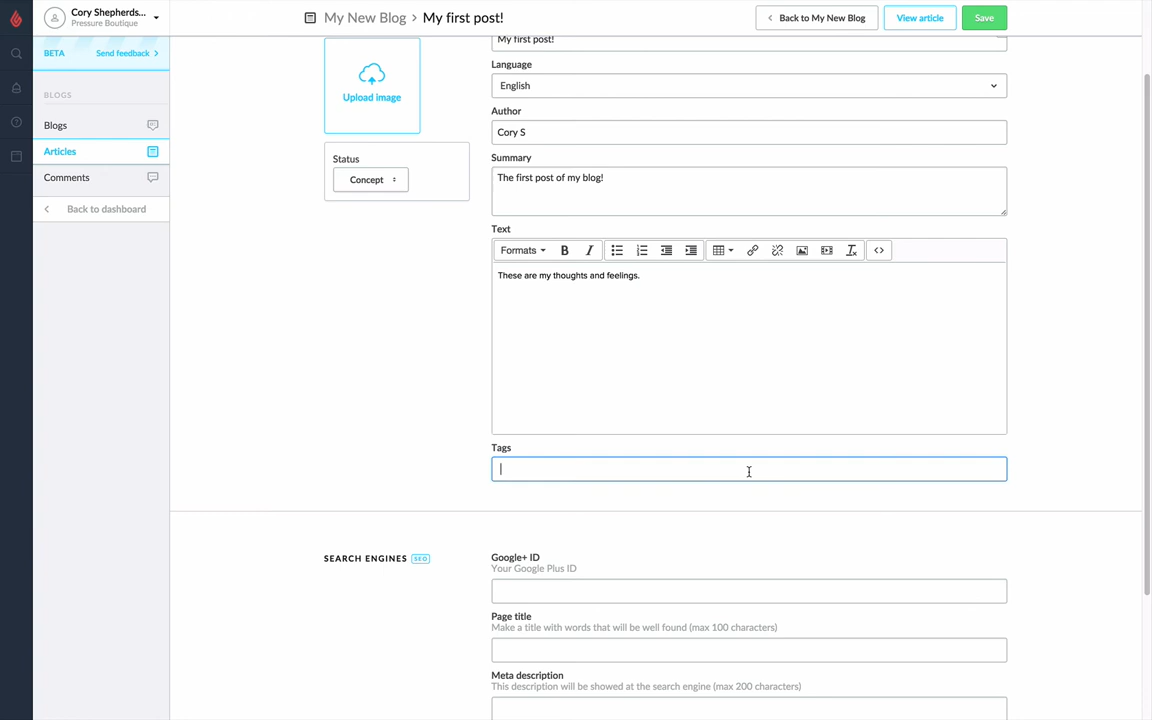 Cory Shepherds...
Pressure Boutique
My New Blog > My first post!
Back to My New Blog
View article
Save
BETA
Send feedback
BLOGS
Blogs
Articles
Comments
Back to dashboard
Upload image
Status
Concept
My first post!
Language
English
Author
Cory S
Summary
The first post of my blog!
Text
Formats
B
I
These are my thoughts and feelings.
Tags
SEARCH ENGINES SEO
Google+ ID
Your Google Plus ID
Page title
Make a title with words that will be well found (max 100 characters)
Meta description
This description will be showed at the search engine (max 200 characters)